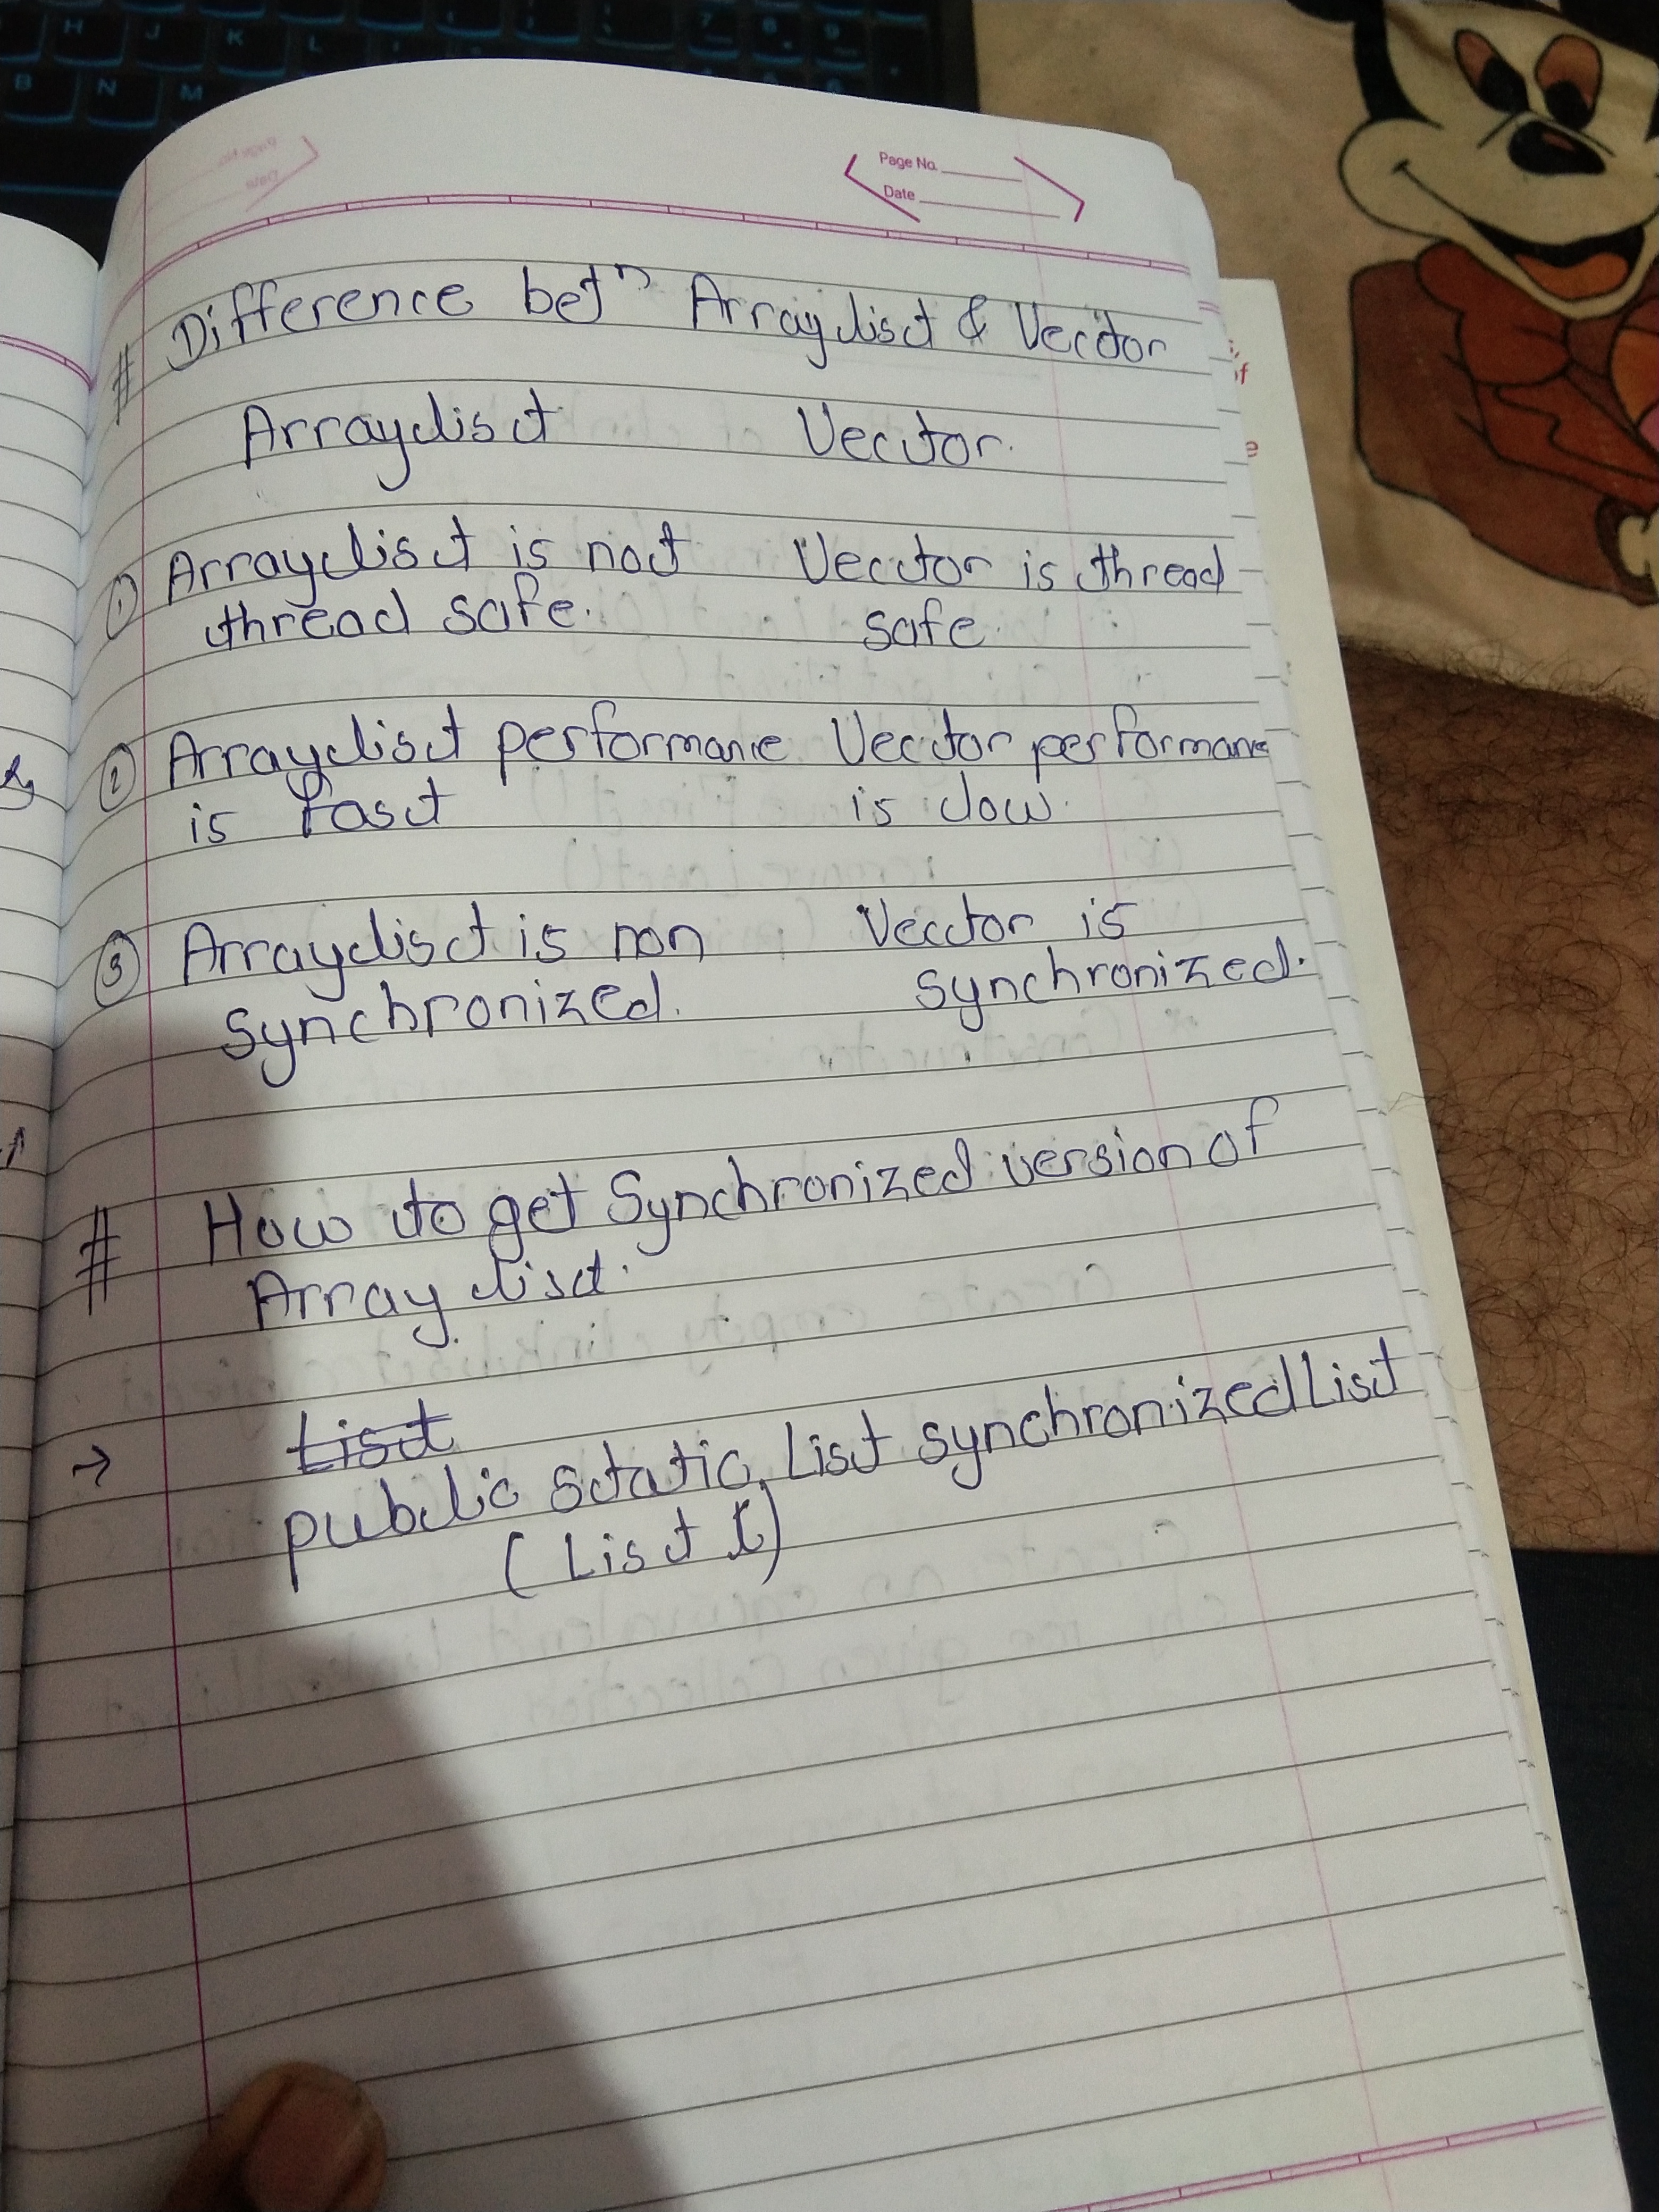 Page No.
Date
# Difference betn Arraylist & Vector
Arraylist Vector.
① Arraylist is not Vector is thread
thread safe. safe.
② Arraylist performance Vector performance
is fast is low.
③ Arraylist is non Vector is
synchronized. synchronized.
# How to get Synchronized version of
Array list.
→ List
public static List synchronizedList
(List l)